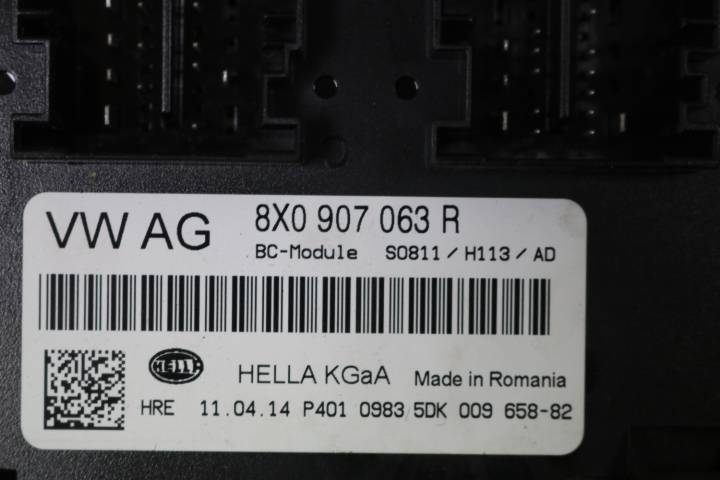 VW AG 8X0 907 063 R
BC-Module S0811 / H113 / AD
HELLA
HELLA KGaA Made in Romania
HRE 11.04.14 P401 0983 5DK 009 658-82